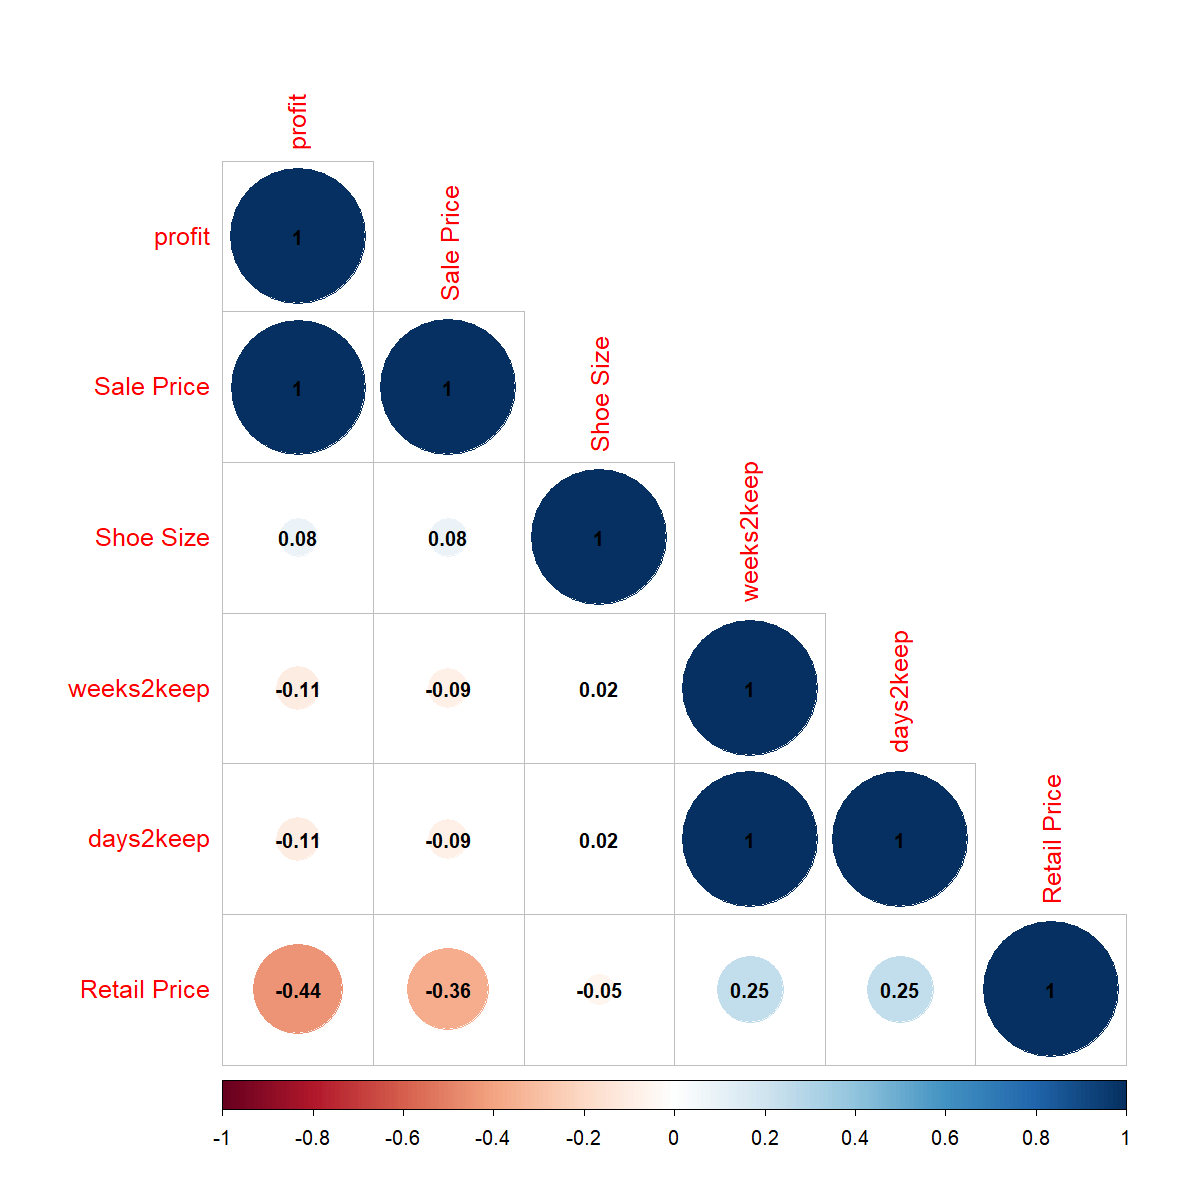 profit
Sale Price
Shoe Size
weeks2keep
days2keep
Retail Price
profit 1
Sale Price 1 1
Shoe Size 0.08 0.08 1
weeks2keep -0.11 -0.09 0.02 1
days2keep -0.11 -0.09 0.02 1 1
Retail Price -0.44 -0.36 -0.05 0.25 0.25 1
-1 -0.8 -0.6 -0.4 -0.2 0 0.2 0.4 0.6 0.8 1